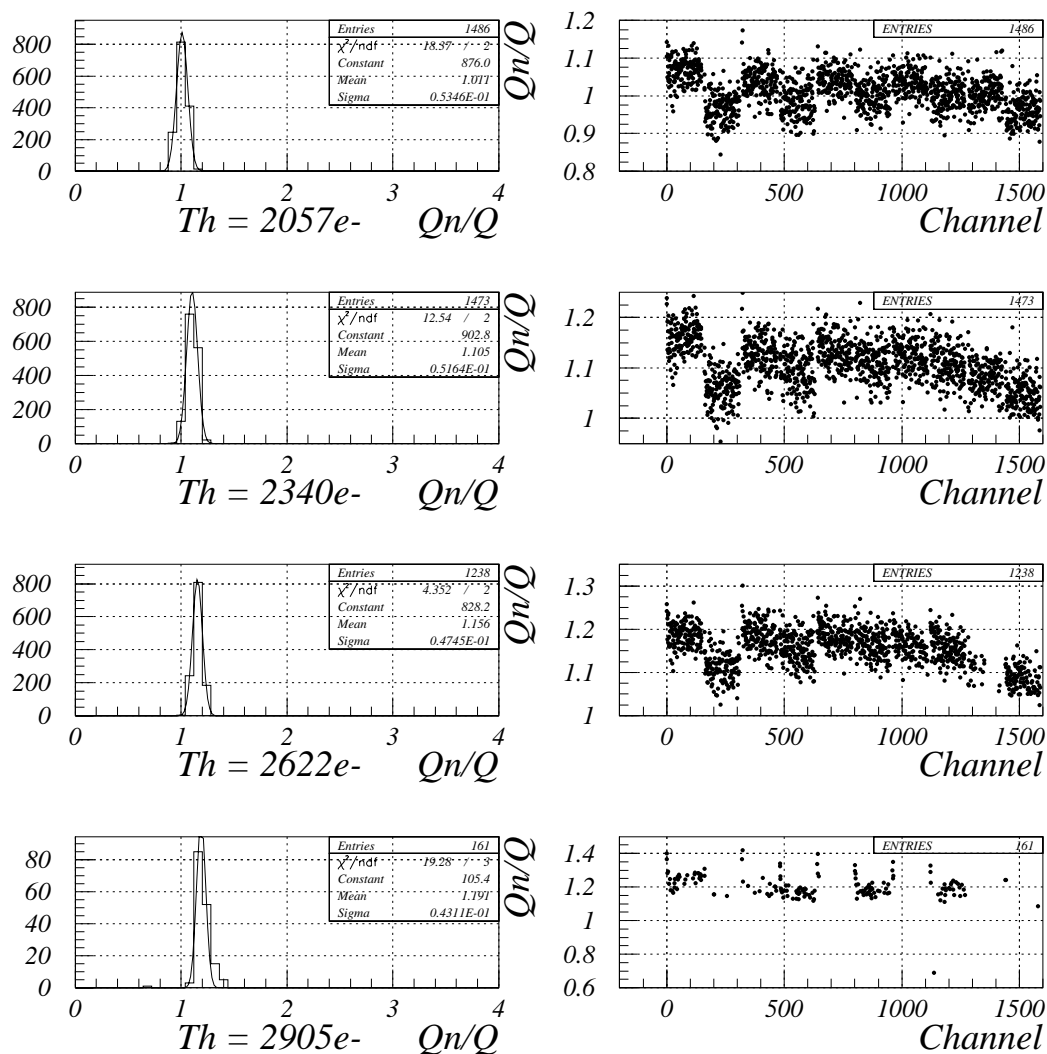 Entries 1486
χ²/ndf 18.37 / 2
Constant 876.0
Mean 1.011
Sigma 0.5346E-01
800
600
400
200
0
0 1 2 3 4
Th = 2057e- Qn/Q
Qn/Q
ENTRIES 1486
1.2
1.1
1
0.9
0.8
0 500 1000 1500
Channel
Entries 1473
χ²/ndf 12.54 / 2
Constant 902.8
Mean 1.105
Sigma 0.5164E-01
800
600
400
200
0
0 1 2 3 4
Th = 2340e- Qn/Q
Qn/Q
ENTRIES 1473
1.2
1.1
1
0 500 1000 1500
Channel
Entries 1238
χ²/ndf 4.352 / 2
Constant 828.2
Mean 1.156
Sigma 0.4745E-01
800
600
400
200
0
0 1 2 3 4
Th = 2622e- Qn/Q
Qn/Q
ENTRIES 1238
1.3
1.2
1.1
1
0 500 1000 1500
Channel
Entries 161
χ²/ndf 19.28 / 3
Constant 105.4
Mean 1.191
Sigma 0.4311E-01
80
60
40
20
0
0 1 2 3 4
Th = 2905e- Qn/Q
Qn/Q
ENTRIES 161
1.4
1.2
1
0.8
0.6
0 500 1000 1500
Channel